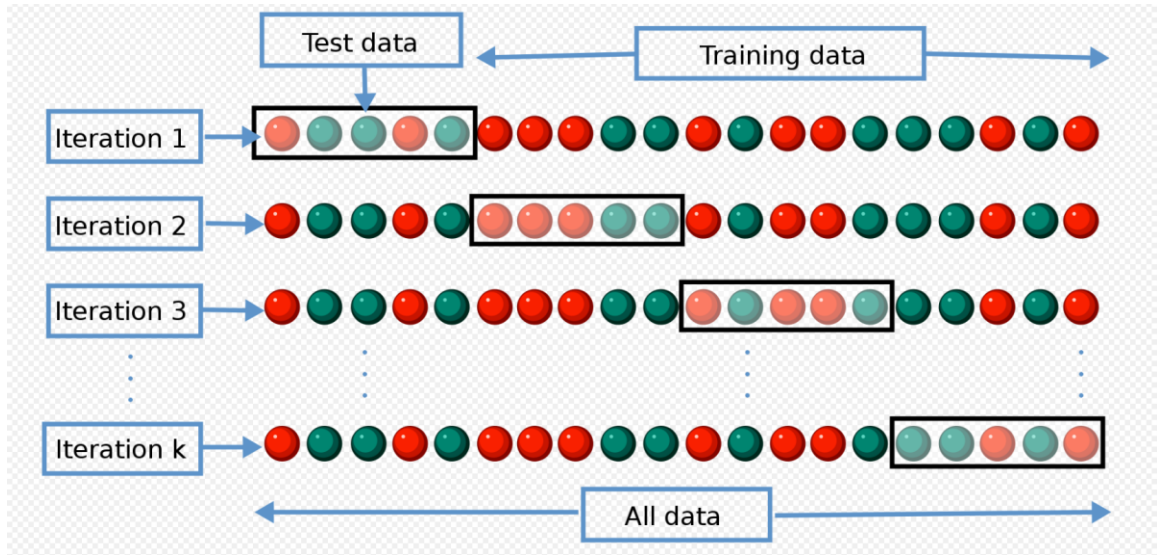 Test data
Training data
Iteration 1
Iteration 2
Iteration 3
Iteration k
All data